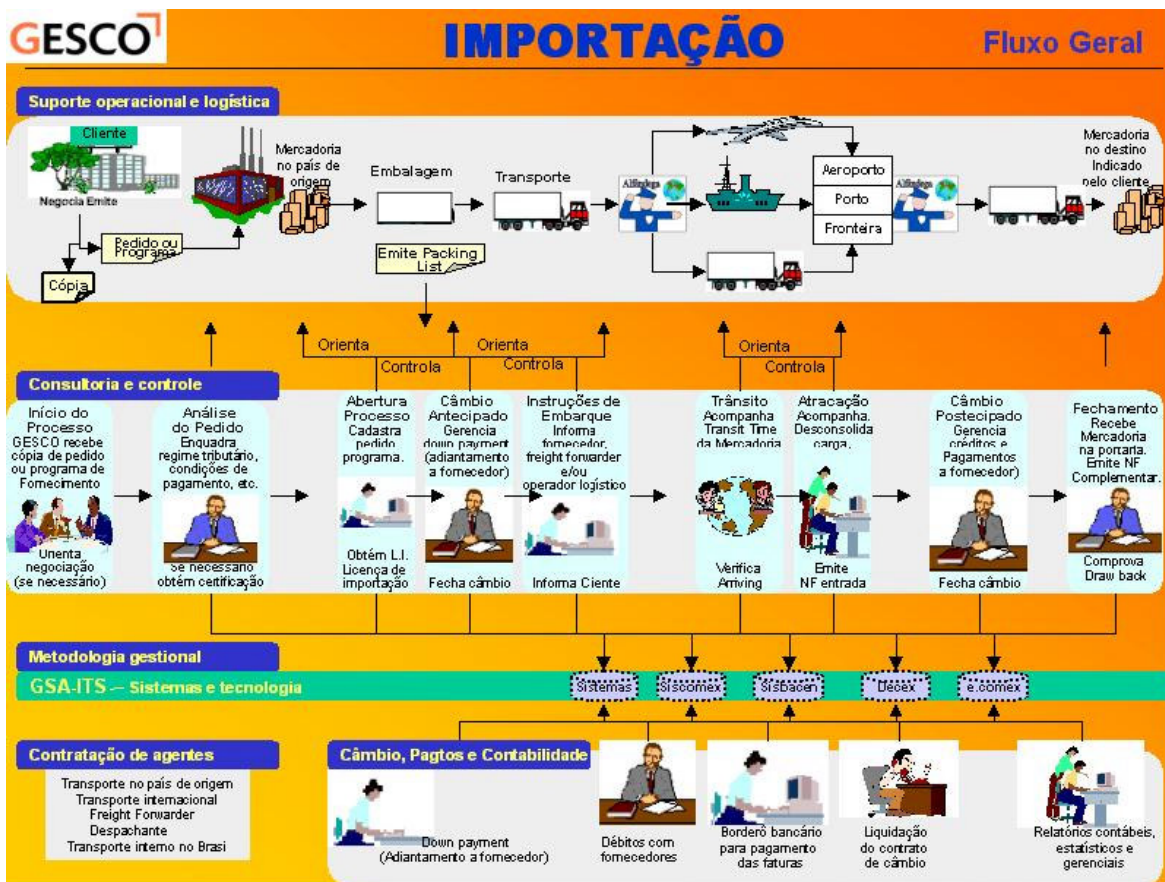 GESCO
IMPORTAÇÃO
Fluxo Geral
Suporte operacional e logística
Cliente
Negocia Emite
Pedido ou
Programa
Cópia
Mercadoria
no país de
origem
Embalagem
Emite Packing
List
Transporte
Alfândega
Aeroporto
Porto
Fronteira
Alfândega
Mercadoria
no destino
Indicado
pelo cliente
Orienta
Controla
Orienta
Controla
Orienta
Controla
Consultoria e controle
Início do
Processo
GESCO recebe
cópia de pedido
ou programa de
Fornecimento
Unenta
negociação
(se necessário)
Análise
do Pedido
Enquadra
regime tributário,
condições de
pagamento, etc.
Se necessário
obtém certificação
Abertura
Processo
Cadastra
pedido
programa.
Obtém L.I.
Licença de
importação
Câmbio
Antecipado
Gerencia
down payment
(adiantamento
a fornecedor)
Fecha câmbio
Instruções de
Embarque
Informa
fornecedor,
freight forwarder
e/ou
operador logístico
Informa Ciente
Trânsito
Acompanha
Transit Time
da Mercadoria
Verifica
Arriving
Atracação
Acompanha.
Desconsolida
carga,
Emite
NF entrada
Câmbio
Postecipado
Gerencia
créditos e
Pagamentos
a fornecedor)
Fecha câmbio
Fechamento
Recebe
Mercadoria
na portaria.
Emite NF
Complementar.
Comprova
Draw back
Metodologia gestional
GSA-ITS — Sistemas e tecnologia
Sistemas
Siscomex
Sisbacen
Décex
e.comex
Contratação de agentes
Transporte no país de origem
Transporte internacional
Freight Forwarder
Despachante
Transporte interno no Brasi
Câmbio, Pagtos e Contabilidade
Down payment
(Adiantamento a fornecedor)
Débitos com
fornecedores
Borderô bancário
para pagamento
das faturas
Liquidação
do contrato
de câmbio
Relatórios contábeis,
estatísticos e
gerenciais